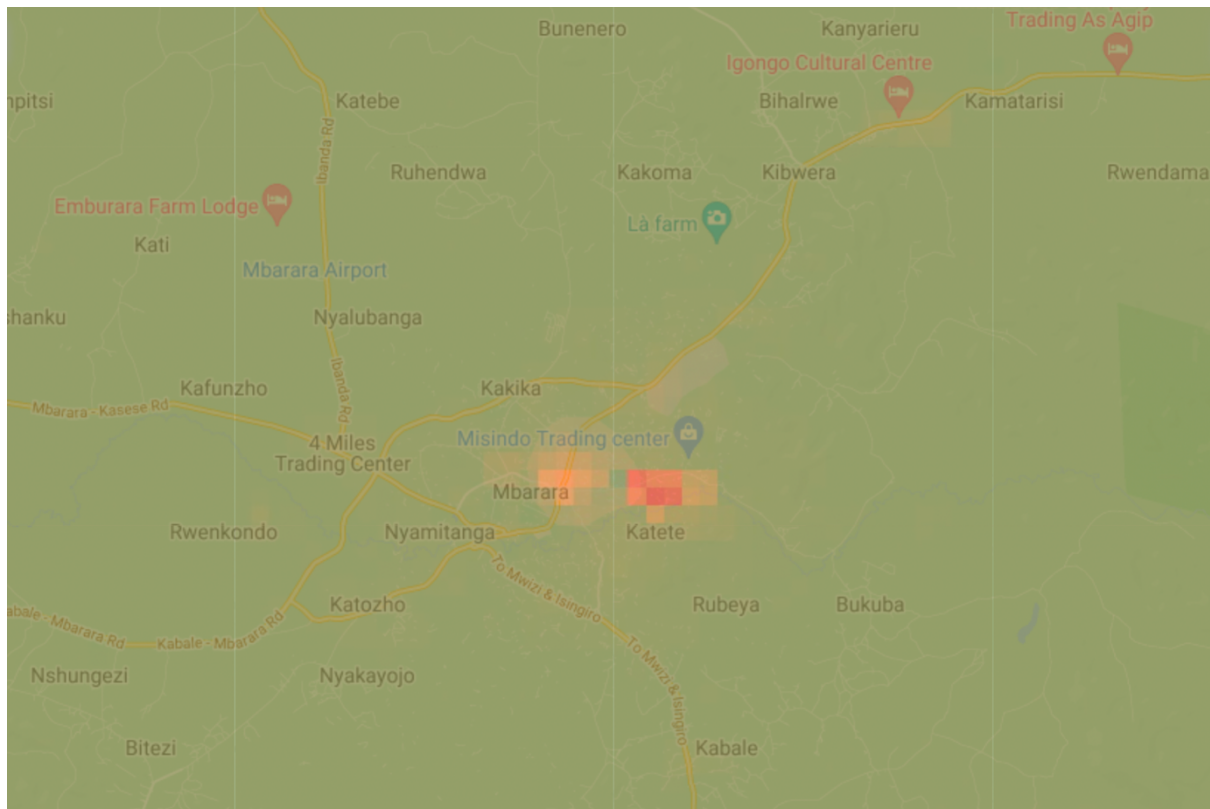 Bunenero
Kanyarieru
Trading As Agip
Igongo Cultural Centre
Katebe
Bihalrwe
Kamatarisi
Ibanda Rd
Ruhendwa
Kakoma
Kibwera
Rwendama
Emburara Farm Lodge
Là farm
Kati
Mbarara Airport
shanku
Nyalubanga
Kafunzho
Ibanda Rd
Kakika
Mbarara - Kasese Rd
4 Miles
Trading Center
Misindo Trading center
Mbarara
Rwenkondo
Nyamitanga
Katete
To Mwizi & Isingiro
Katozho
Rubeya
Bukuba
abale - Mbarara Rd
Kabale - Mbarara Rd
To Mwizi & Isingiro
Nshungezi
Nyakayojo
Bitezi
Kabale